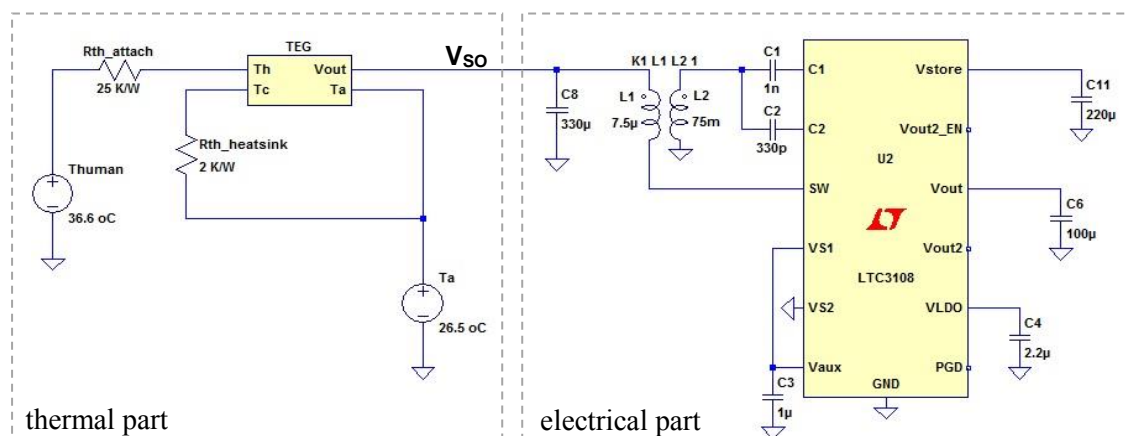 Rth_attach
25 K/W
TEG
Th
Vout
Tc
Ta
Rth_heatsink
2 K/W
Thuman
36.6 oC
Ta
26.5 oC
thermal part
VSO
C8
330µ
K1 L1 L2 1
L1
7.5µ
L2
75m
C1
1n
C2
330p
C1
C2
SW
VS1
VS2
Vaux
GND
U2
LTC3108
Vstore
Vout2_EN
Vout
Vout2
VLDO
PGD
C11
220µ
C6
100µ
C4
2.2µ
C3
1µ
electrical part